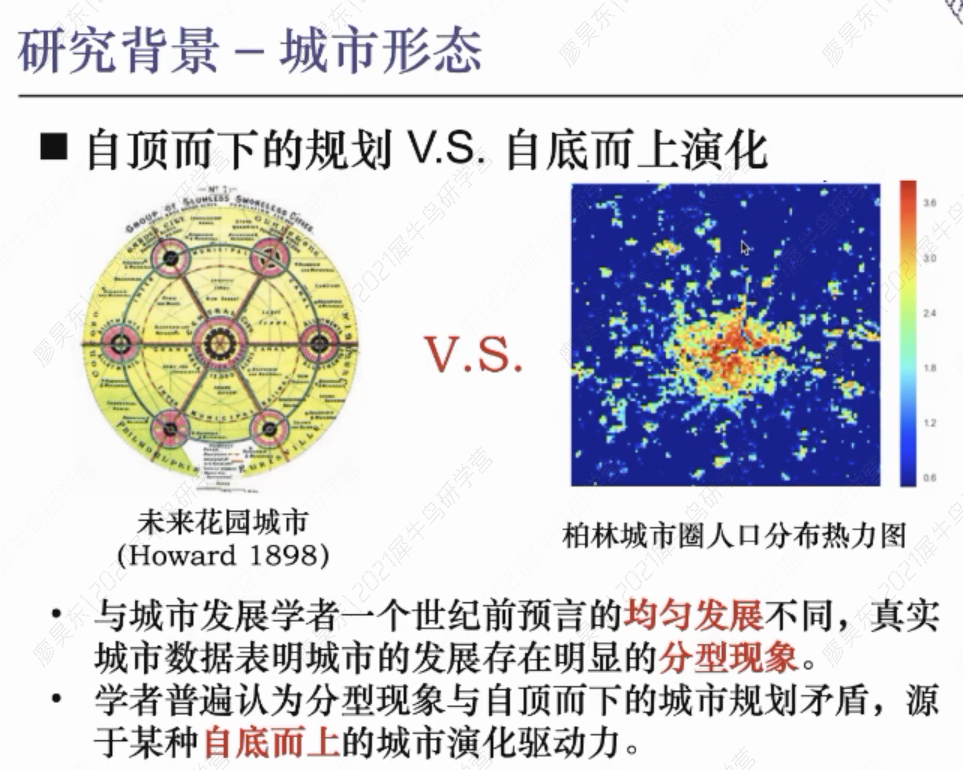 研究背景 – 城市形态
■ 自顶而下的规划 V.S. 自底而上演化
N° 1.
GROUP OF SLUMLESS SMOKELESS CITIES.
PHILADELPHIA
RURISVILLE
CONCORD
V.S.
3.6
3.0
2.4
1.8
1.2
0.6
未来花园城市
(Howard 1898)
柏林城市圈人口分布热力图
• 与城市发展学者一个世纪前预言的均匀发展不同，真实
城市数据表明城市的发展存在明显的分型现象。
• 学者普遍认为分型现象与自顶而下的城市规划矛盾，源
于某种自底而上的城市演化驱动力。
廖昊东|2021犀牛鸟研学营